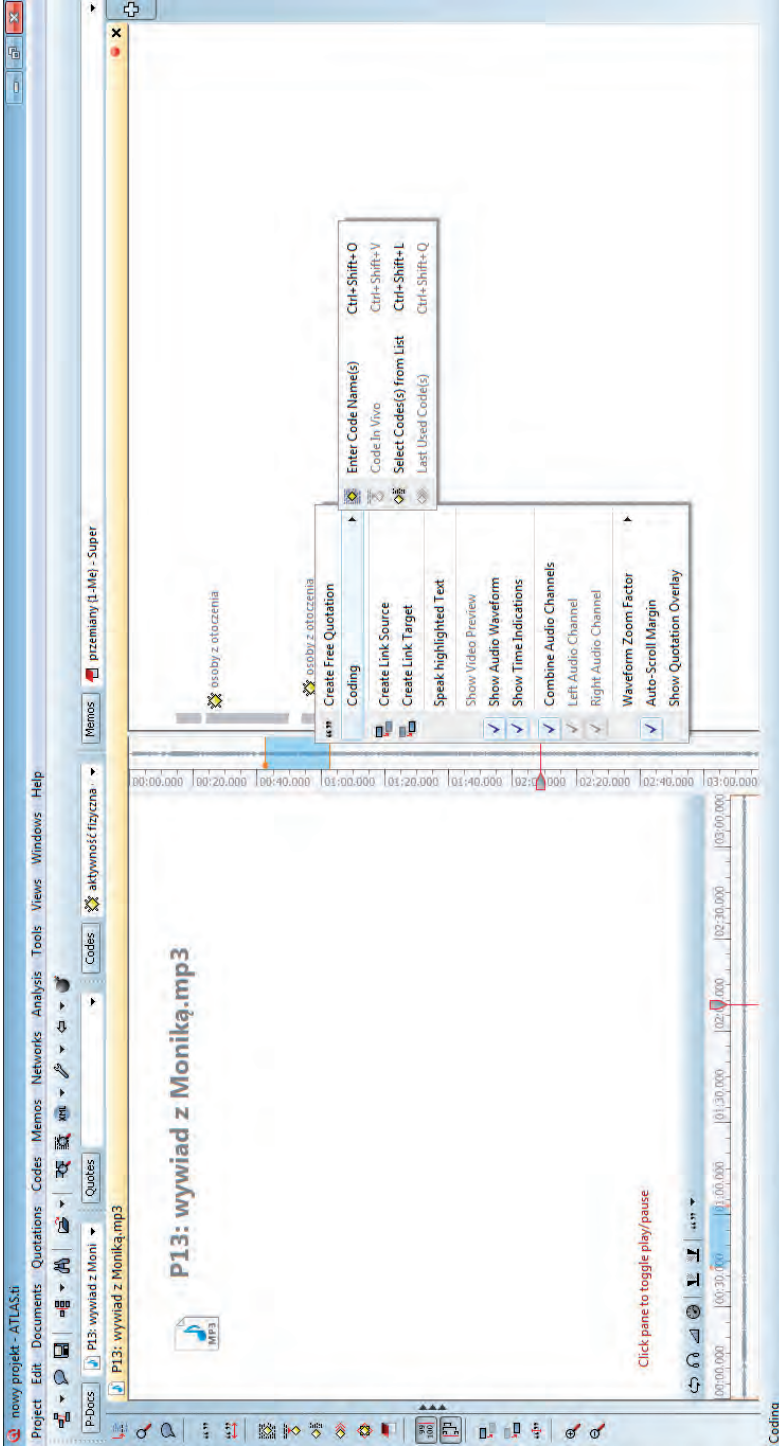 nowy projekt - ATLAS.ti
Project Edit Documents Quotations Codes Memos Networks Analysis Tools Views Windows Help
XML
P-Docs P13: wywiad z Moni Quotes Codes aktywność fizyczna Memos przemiany {1-Me} - Super
P13: wywiad z Moniką.mp3
MP3
P13: wywiad z Moniką.mp3
Click pane to toggle play/pause
00:00.000 00:30.000 01:00.000 01:30.000 02:00.000 02:30.000 03:00.000
00:00.000
00:20.000
00:40.000
01:00.000
01:20.000
01:40.000
02:00.000
02:20.000
02:40.000
03:00.000
osoby z otoczenia
osoby z otoczenia
Create Free Quotation
Coding
Create Link Source
Create Link Target
Speak highlighted Text
Show Video Preview
Show Audio Waveform
Show Time Indications
Combine Audio Channels
Left Audio Channel
Right Audio Channel
Waveform Zoom Factor
Auto-Scroll Margin
Show Quotation Overlay
Enter Code Name(s) Ctrl+Shift+O
Code In Vivo Ctrl+Shift+V
Select Codes(s) from List Ctrl+Shift+L
Last Used Code(s) Ctrl+Shift+Q
Coding